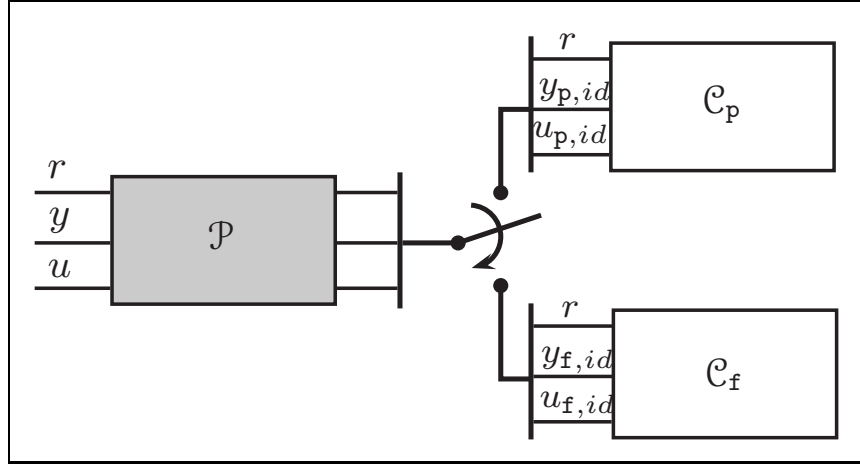 r
y
u
𝒫
r
y_{p,id}
u_{p,id}
𝒞_p
r
y_{f,id}
u_{f,id}
𝒞_f